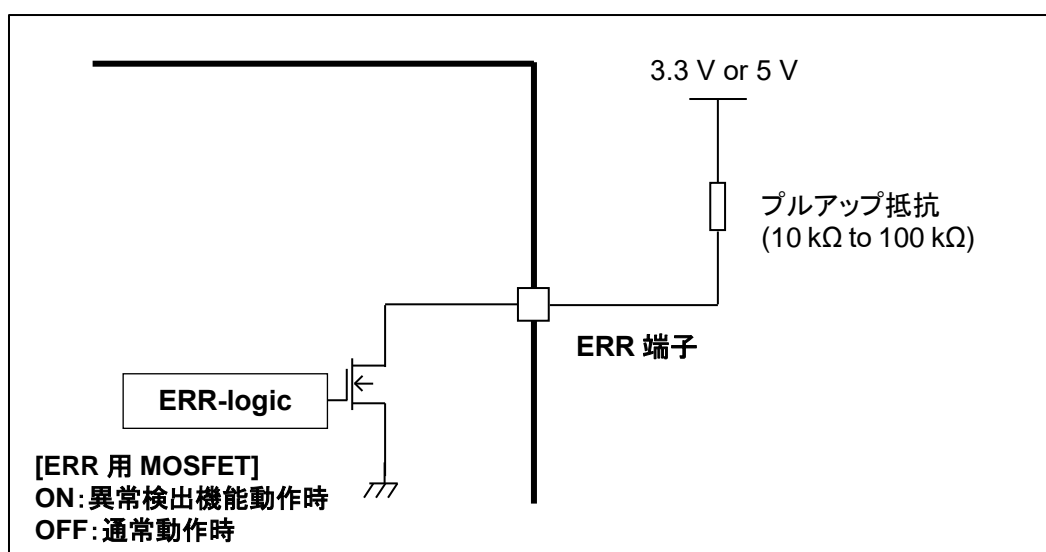 3.3 V or 5 V
プルアップ抵抗
(10 kΩ to 100 kΩ)
ERR 端子
ERR-logic
[ERR 用 MOSFET]
ON:異常検出機能動作時
OFF:通常動作時